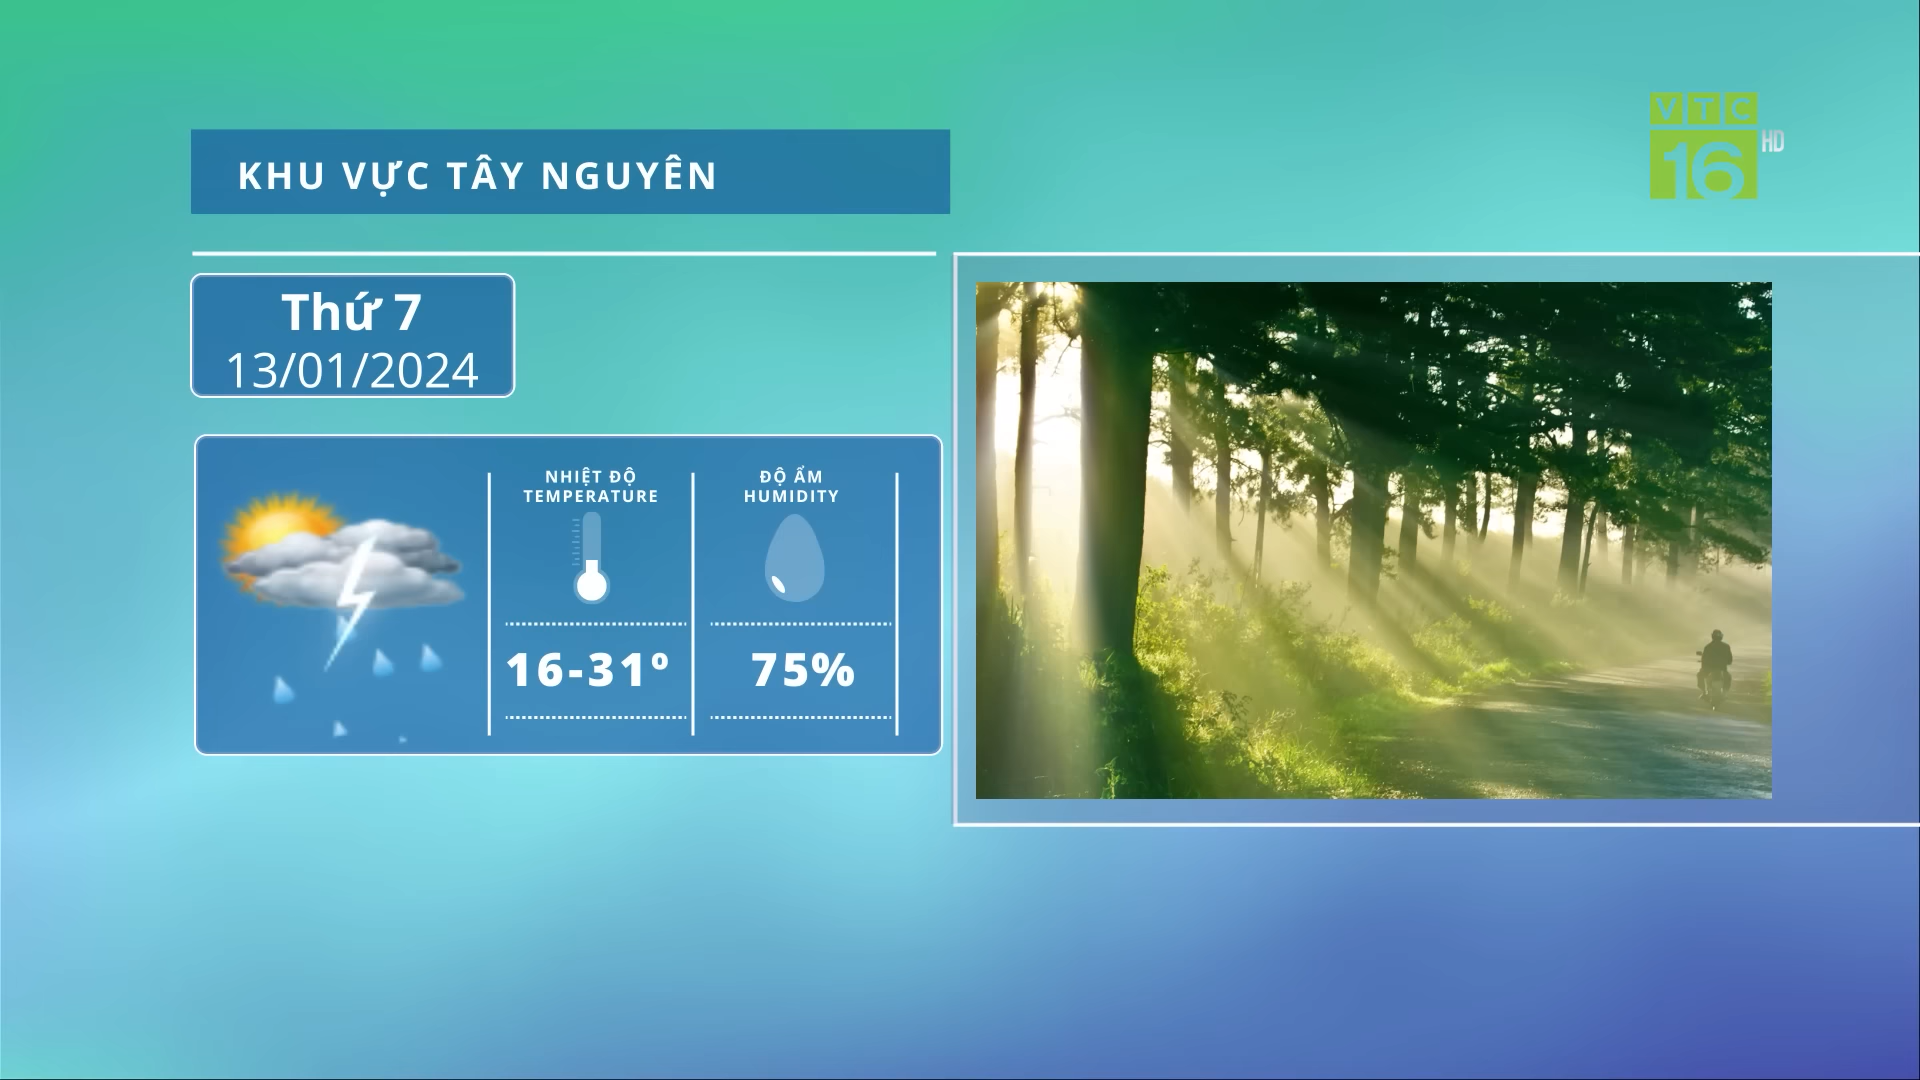 VTC
16 HD
KHU VỰC TÂY NGUYÊN
Thứ 7
13/01/2024
NHIỆT ĐỘ
TEMPERATURE
16-31º
ĐỘ ẨM
HUMIDITY
75%